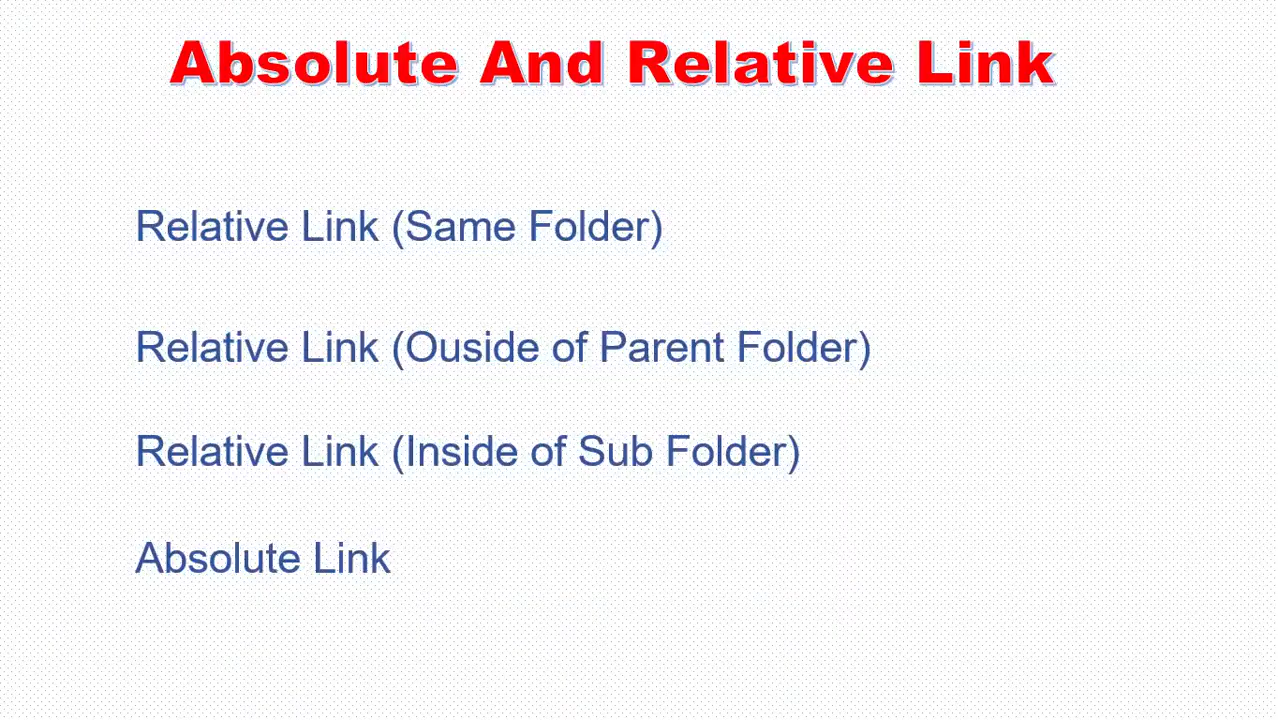 Absolute And Relative Link
Relative Link (Same Folder)
Relative Link (Ouside of Parent Folder)
Relative Link (Inside of Sub Folder)
Absolute Link